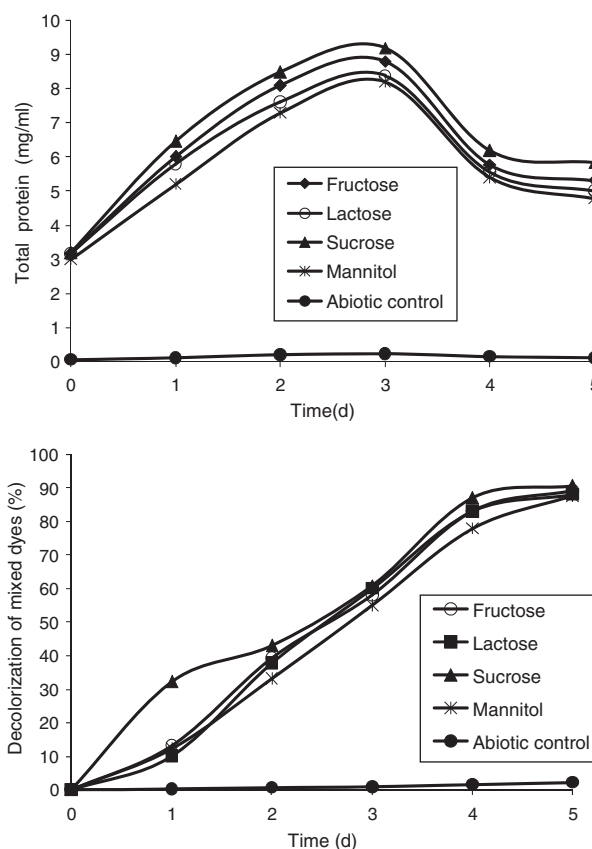 10
9
8
7
6
5
4
3
2
1
0
Total protein (mg/ml)
Fructose
Lactose
Sucrose
Mannitol
Abiotic control
0 1 2 3 4 5
Time(d)
100
90
80
70
60
50
40
30
20
10
0
Decolorization of mixed dyes (%)
Fructose
Lactose
Sucrose
Mannitol
Abiotic control
0 1 2 3 4 5
Time (d)